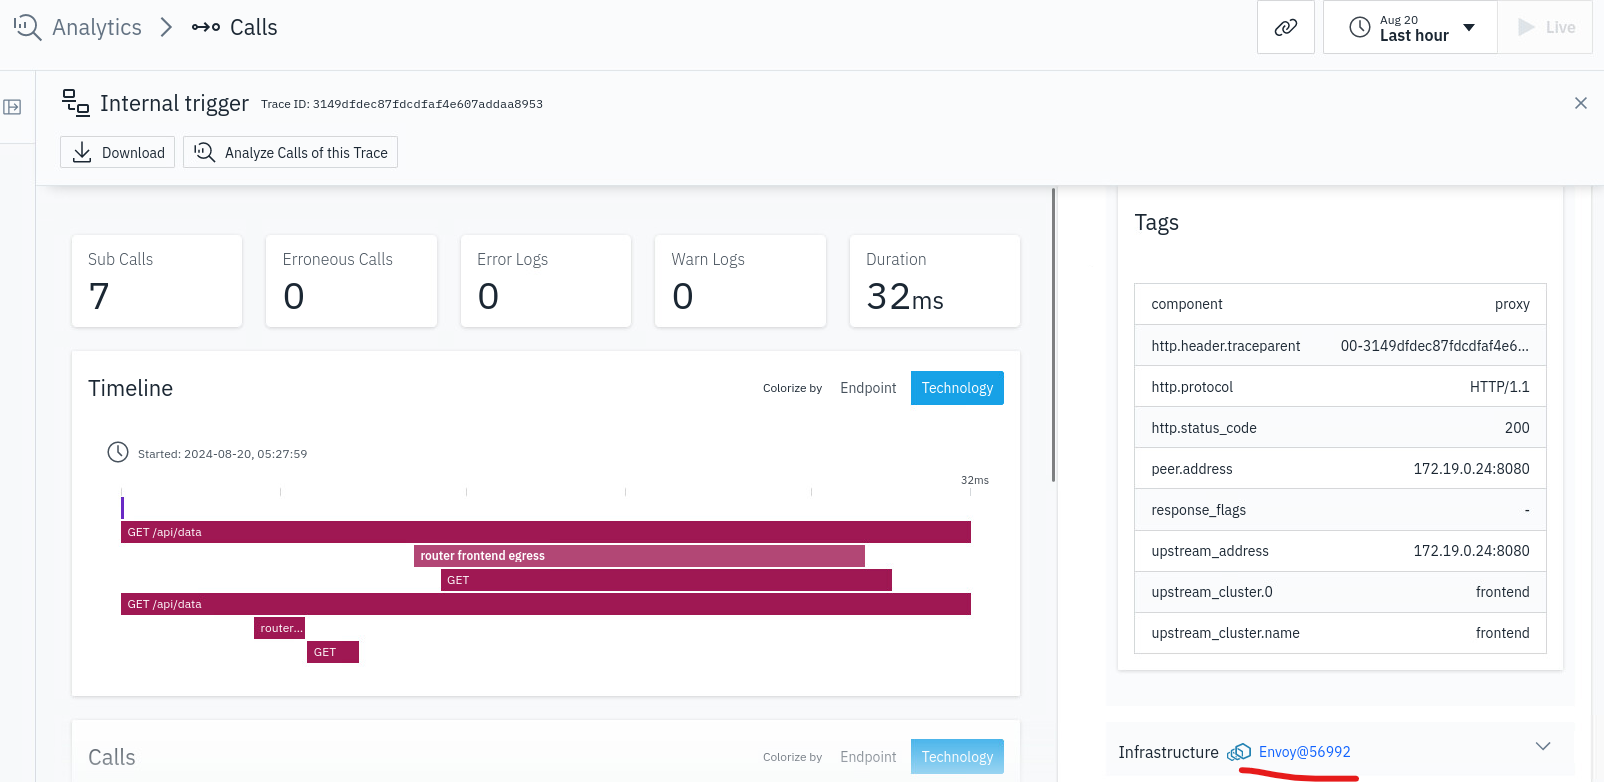 Analytics > Calls
Aug 20
Last hour
Live
Internal trigger Trace ID: 3149dfdec87fdcdfaf4e607addaa8953
Download Analyze Calls of this Trace
Sub Calls
7
Erroneous Calls
0
Error Logs
0
Warn Logs
0
Duration
32ms
Timeline Colorize by Endpoint Technology
Started: 2024-08-20, 05:27:59
32ms
GET /api/data
router frontend egress
GET
GET /api/data
router...
GET
Calls Colorize by Endpoint Technology
Tags
component proxy
http.header.traceparent 00-3149dfdec87fdcdfaf4e6...
http.protocol HTTP/1.1
http.status_code 200
peer.address 172.19.0.24:8080
response_flags -
upstream_address 172.19.0.24:8080
upstream_cluster.0 frontend
upstream_cluster.name frontend
Infrastructure Envoy@56992